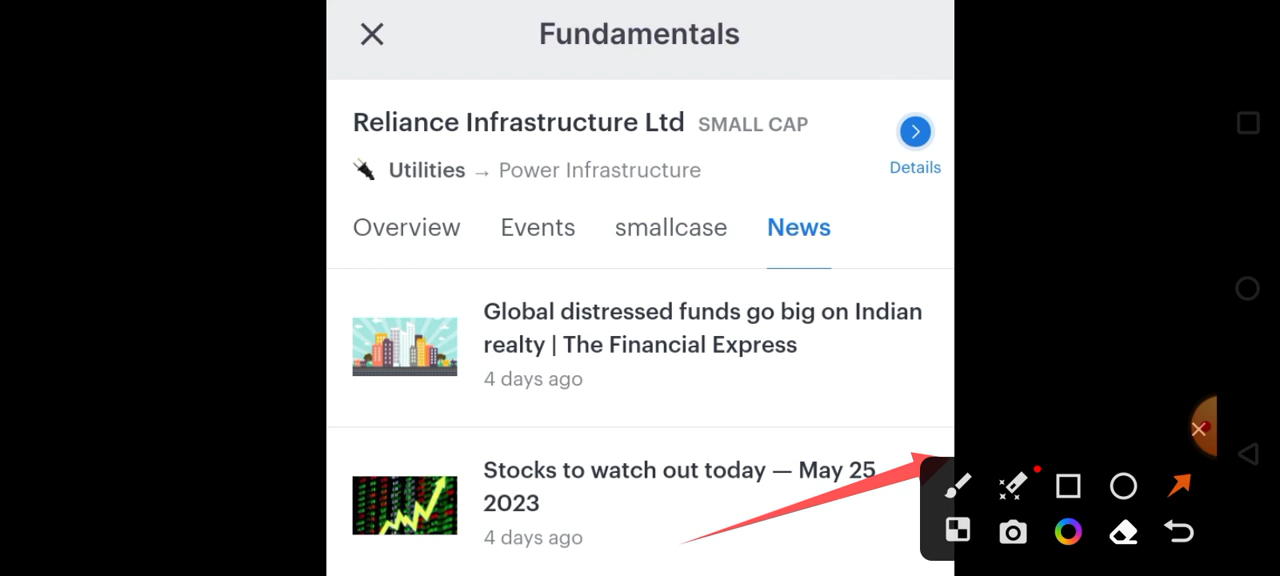 Fundamentals
Reliance Infrastructure Ltd SMALL CAP
Details
Utilities → Power Infrastructure
Overview Events smallcase News
Global distressed funds go big on Indian
realty | The Financial Express
4 days ago
Stocks to watch out today — May 25
2023
4 days ago